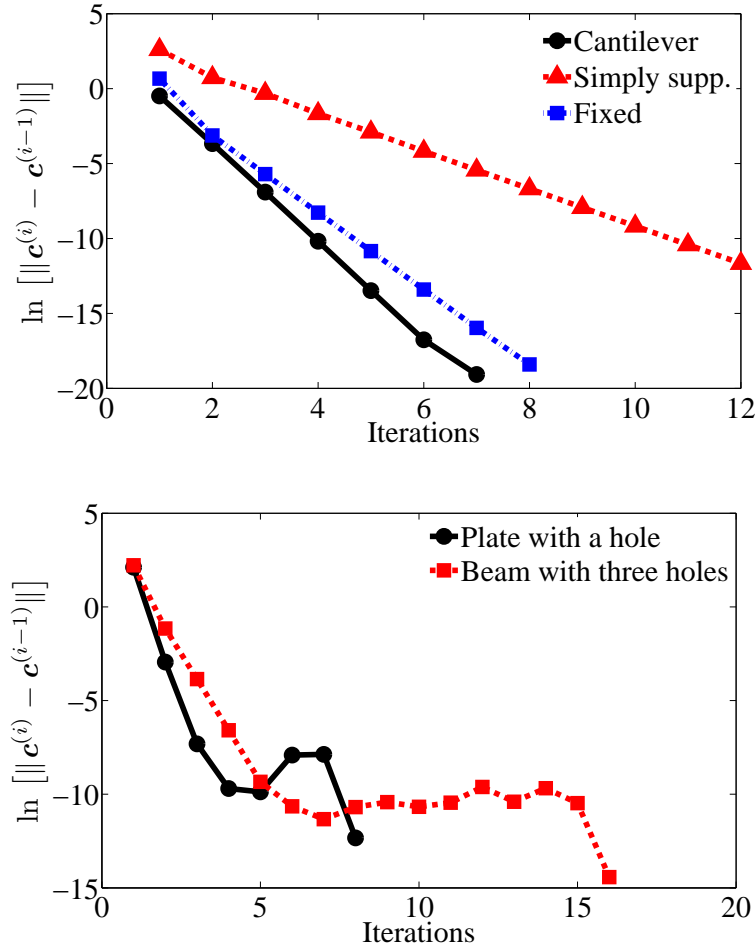 5
0
−5
−10
−15
−20
0
2
4
6
8
10
12
Iterations
ln [‖c^(i) − c^(i−1)‖]
Cantilever
Simply supp.
Fixed
5
0
−5
−10
−15
0
5
10
15
20
Iterations
ln [‖c^(i) − c^(i−1)‖]
Plate with a hole
Beam with three holes